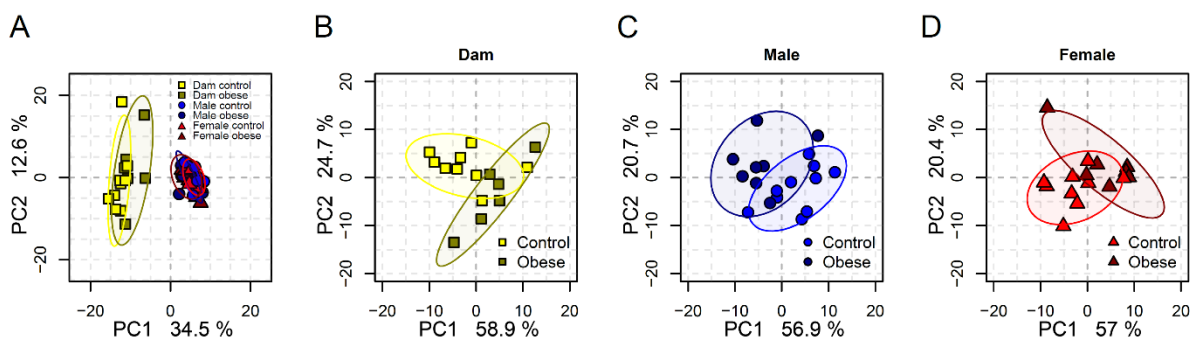 A
20
0
−20
PC2 12.6 %
−20
0
20
PC1 34.5 %
Dam control
Dam obese
Male control
Male obese
Female control
Female obese
B
Dam
20
10
0
−10
−20
PC2 24.7 %
Control
Obese
−20
−10
0
10
20
PC1 58.9 %
C
Male
20
10
0
−10
−20
PC2 20.7 %
Control
Obese
−20
−10
0
10
20
PC1 56.9 %
D
Female
20
10
0
−10
−20
PC2 20.4 %
Control
Obese
−20
−10
0
10
20
PC1 57 %